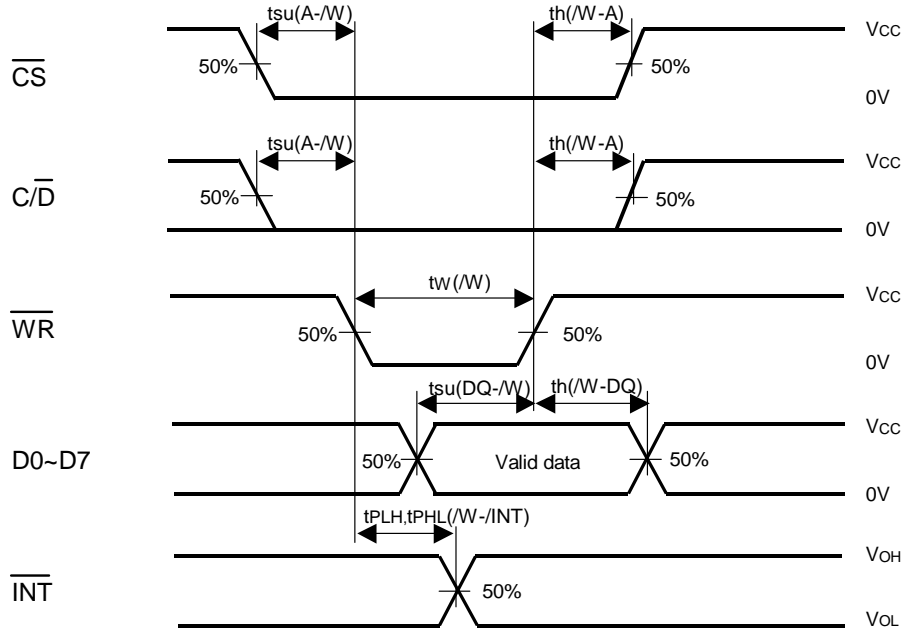 tsu(A-/W) th(/W-A)
VCC
CS 50% 50%
0V
tsu(A-/W) th(/W-A)
VCC
C/D 50% 50%
0V
tW(/W)
VCC
WR 50% 50%
0V
tsu(DQ-/W) th(/W-DQ)
VCC
D0~D7 50% Valid data 50%
0V
tPLH,tPHL(/W-/INT)
VOH
INT 50%
VOL